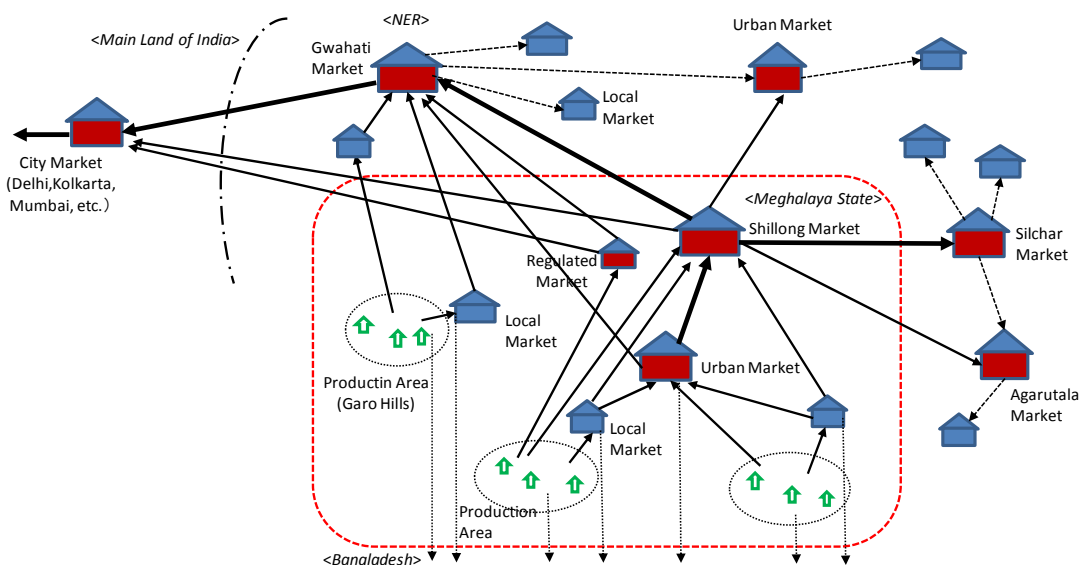 <NER>
Urban Market
<Main Land of India>
Gwahati
Market
Local
Market
City Market
(Delhi,Kolkarta,
Mumbai, etc.)
<Meghalaya State>
Shillong Market
Silchar
Market
Regulated
Market
Local
Market
Urban Market
Productin Area
(Garo Hills)
Agarutala
Market
Local
Market
Production
Area
<Bangladesh>